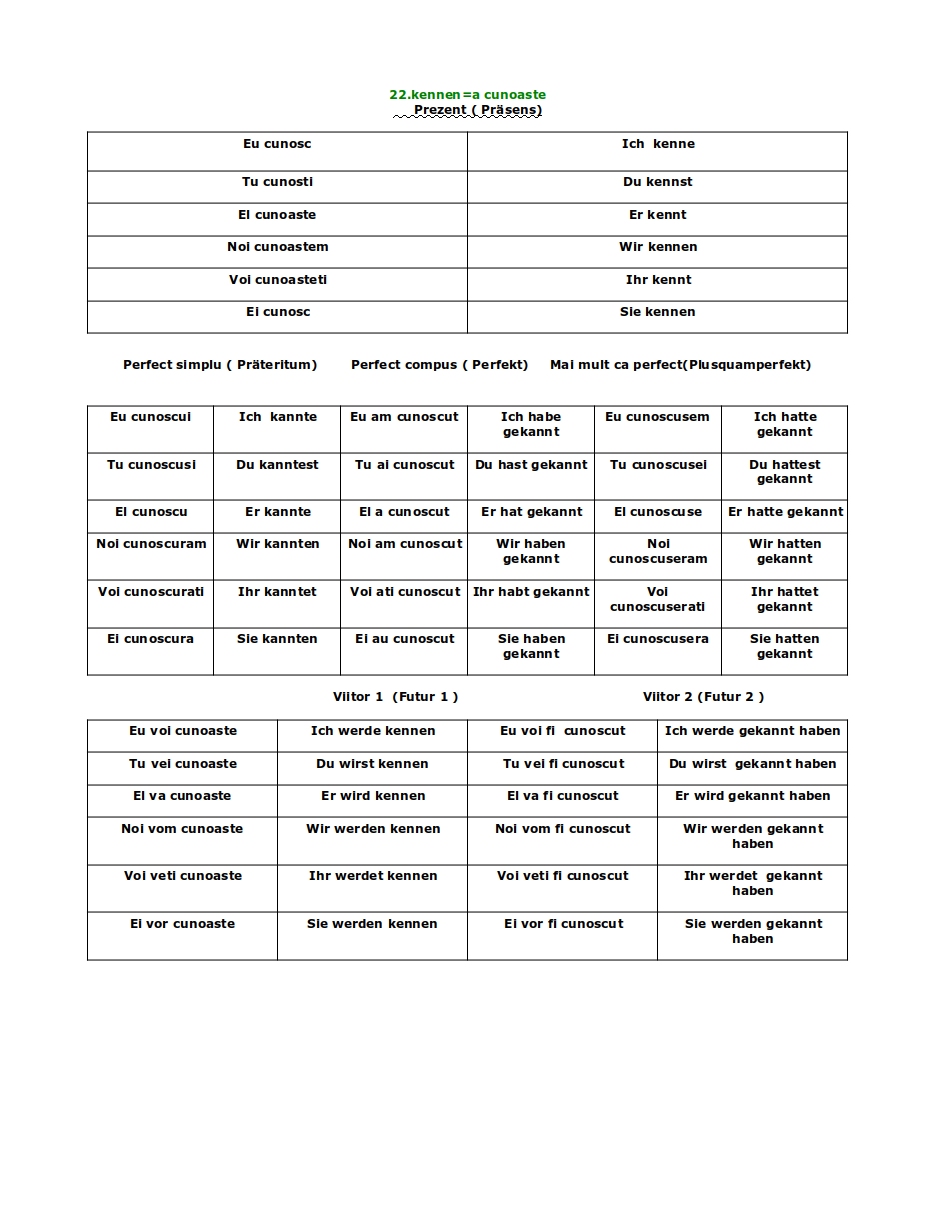 22.kennen=a cunoaste
Prezent ( Präsens)
Eu cunosc Ich kenne
Tu cunosti Du kennst
El cunoaste Er kennt
Noi cunoastem Wir kennen
Voi cunoasteti Ihr kennt
Ei cunosc Sie kennen
Perfect simplu ( Präteritum) Perfect compus ( Perfekt) Mai mult ca perfect(Plusquamperfekt)
Eu cunoscui Ich kannte Eu am cunoscut Ich habe gekannt Eu cunoscusem Ich hatte gekannt
Tu cunoscusi Du kanntest Tu ai cunoscut Du hast gekannt Tu cunoscusei Du hattest gekannt
El cunoscu Er kannte El a cunoscut Er hat gekannt El cunoscuse Er hatte gekannt
Noi cunoscuram Wir kannten Noi am cunoscut Wir haben gekannt Noi cunoscuseram Wir hatten gekannt
Voi cunoscurati Ihr kanntet Voi ati cunoscut Ihr habt gekannt Voi cunoscuserati Ihr hattet gekannt
Ei cunoscura Sie kannten Ei au cunoscut Sie haben gekannt Ei cunoscusera Sie hatten gekannt
Viitor 1 (Futur 1 ) Viitor 2 (Futur 2 )
Eu voi cunoaste Ich werde kennen Eu voi fi cunoscut Ich werde gekannt haben
Tu vei cunoaste Du wirst kennen Tu vei fi cunoscut Du wirst gekannt haben
El va cunoaste Er wird kennen El va fi cunoscut Er wird gekannt haben
Noi vom cunoaste Wir werden kennen Noi vom fi cunoscut Wir werden gekannt haben
Voi veti cunoaste Ihr werdet kennen Voi veti fi cunoscut Ihr werdet gekannt haben
Ei vor cunoaste Sie werden kennen Ei vor fi cunoscut Sie werden gekannt haben